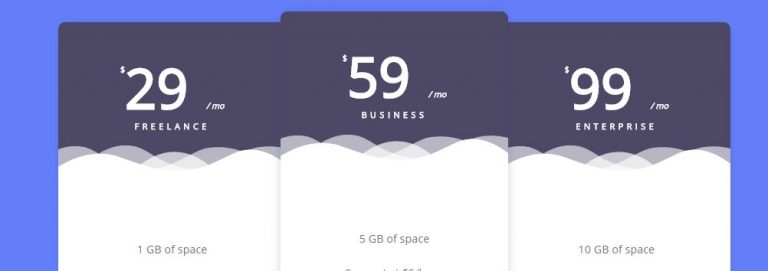 $29 /mo
FREELANCE
1 GB of space
$59 /mo
BUSINESS
5 GB of space
$99 /mo
ENTERPRISE
10 GB of space